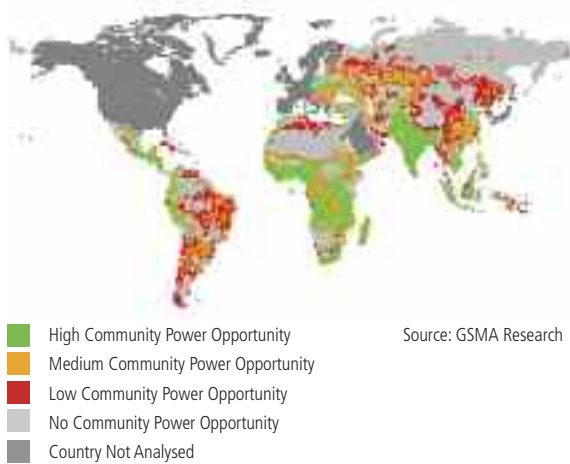 High Community Power Opportunity
Source: GSMA Research
Medium Community Power Opportunity
Low Community Power Opportunity
No Community Power Opportunity
Country Not Analysed